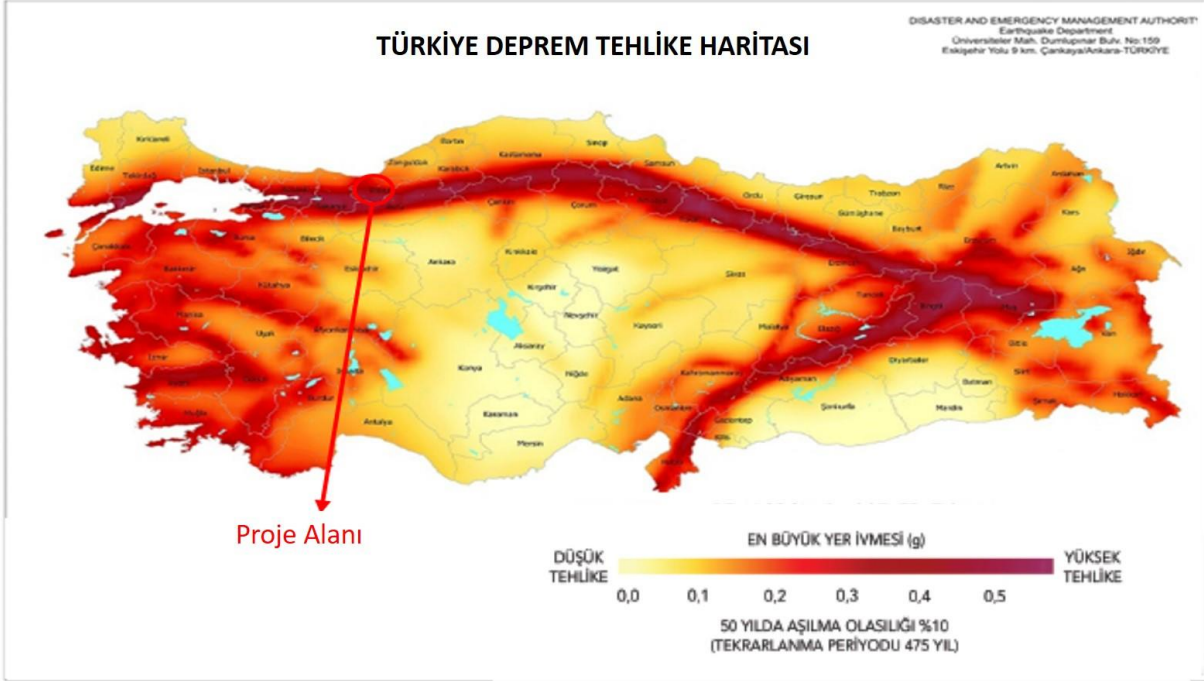 DISASTER AND EMERGENCY MANAGEMENT AUTHORITY
Earthquake Department
Üniversiteler Mah. Dumlupınar Bulv. No:159
Eskişehir Yolu 9 km. Çankaya/Ankara-TÜRKİYE
TÜRKİYE DEPREM TEHLİKE HARİTASI
Kırklareli
Edirne
Tekirdağ
İstanbul
Zonguldak
Bartın
Karabük
Kastamonu
Sinop
Samsun
Ordu
Giresun
Trabzon
Rize
Artvin
Ardahan
Kars
Gümüşhane
Bayburt
Iğdır
Ağrı
Çanakkale
Bursa
Bilecik
Eskişehir
Ankara
Çankırı
Çorum
Kırıkkale
Yozgat
Sivas
Tunceli
Bingöl
Muş
Van
Balıkesir
Kütahya
Manisa
Uşak
Afyonkarahisar
Kırşehir
Nevşehir
Kayseri
Malatya
Elazığ
Bitlis
İzmir
Aksaray
Konya
Niğde
Kahramanmaraş
Adıyaman
Diyarbakır
Batman
Siirt
Şırnak
Hakkari
Isparta
Burdur
Muğla
Antalya
Karaman
Mersin
Adana
Osmaniye
Gaziantep
Kilis
Şanlıurfa
Mardin
Hatay
Proje Alanı
EN BÜYÜK YER İVMESİ (g)
DÜŞÜK TEHLİKE
YÜKSEK TEHLİKE
0,0 0,1 0,2 0,3 0,4 0,5
50 YILDA AŞILMA OLASILIĞI %10
(TEKRARLANMA PERİYODU 475 YIL)